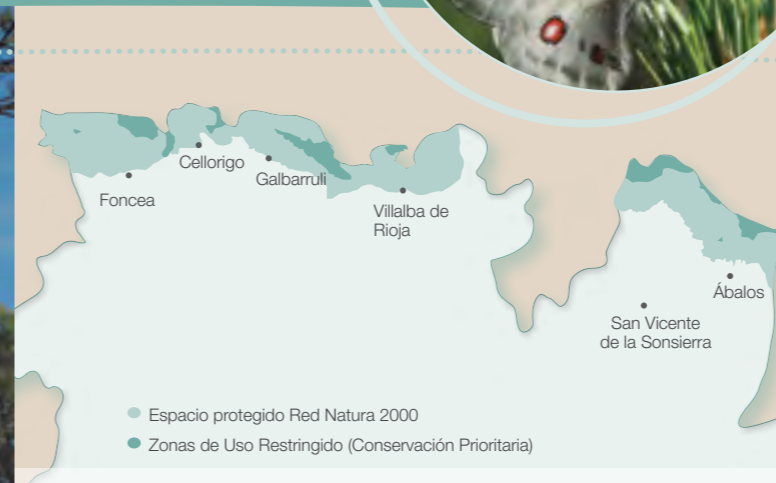 Cellorigo
Foncea
Galbarruli
Villalba de
Rioja
Ábalos
San Vicente
de la Sonsierra
Espacio protegido Red Natura 2000
Zonas de Uso Restringido (Conservación Prioritaria)